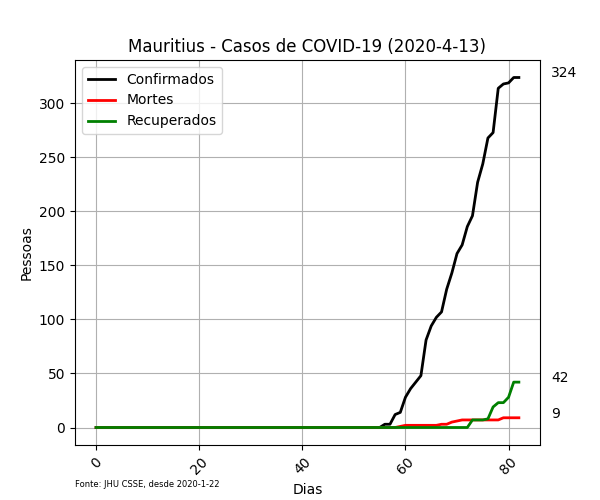 Mauritius - Casos de COVID-19 (2020-4-13)
Confirmados
Mortes
Recuperados
324
42
9
Pessoas
300
250
200
150
100
50
0
0 20 40 60 80
Dias
Fonte: JHU CSSE, desde 2020-1-22